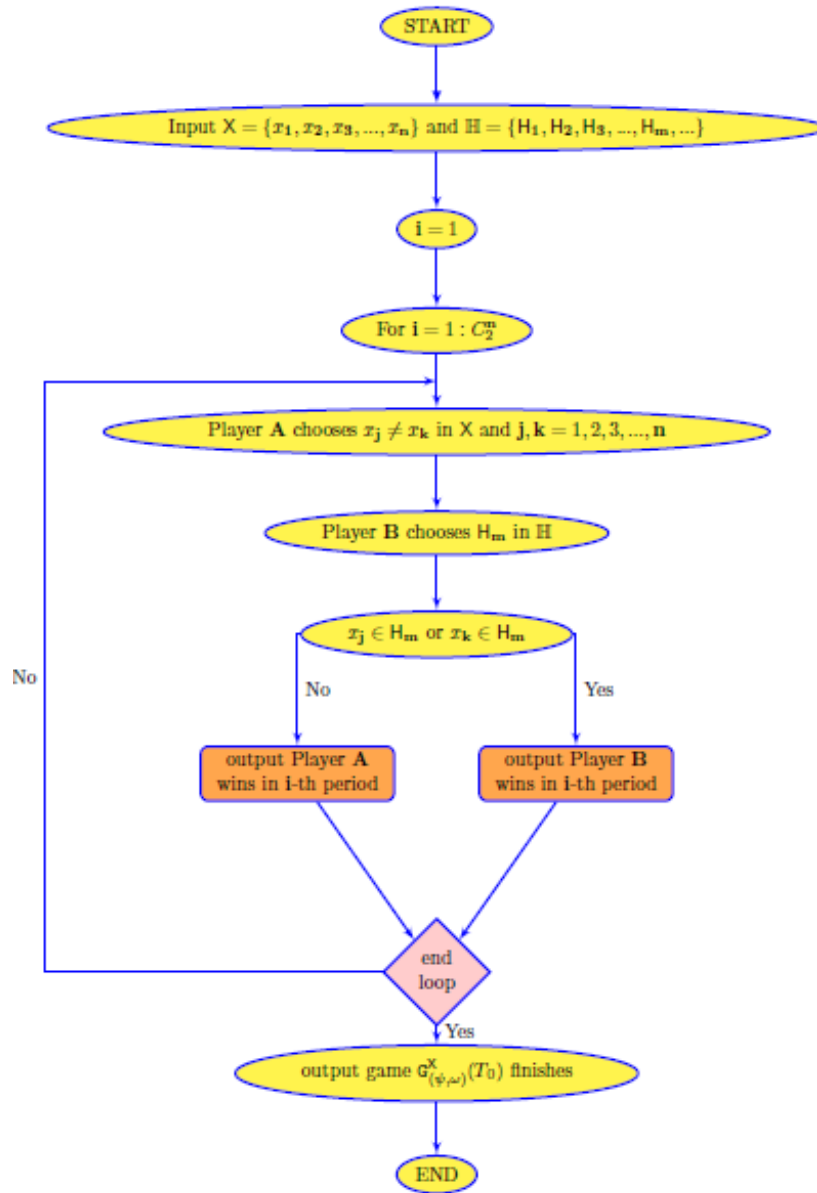 START
Input X = {x₁, x₂, x₃, ..., xₙ} and ℍ = {H₁, H₂, H₃, ..., Hₘ, ...}
i = 1
For i = 1 : C₂ⁿ
Player A chooses xⱼ ≠ xₖ in X and j, k = 1, 2, 3, ..., n
Player B chooses Hₘ in ℍ
xⱼ ∈ Hₘ or xₖ ∈ Hₘ
No
No
Yes
output Player A
wins in i-th period
output Player B
wins in i-th period
end
loop
Yes
output game G^X_(ψ,ω)(T₀) finishes
END